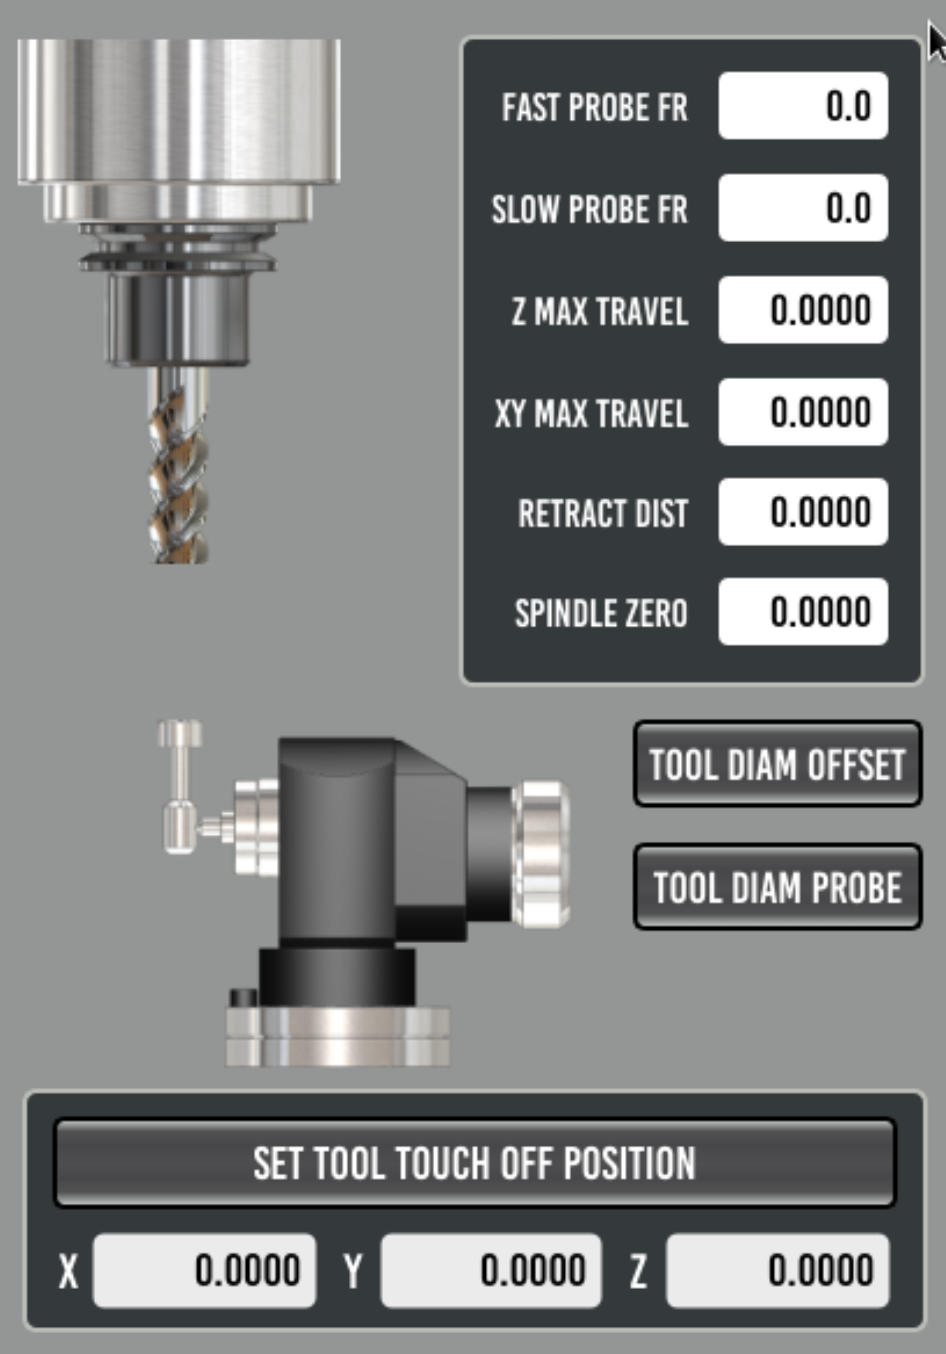 FAST PROBE FR 0.0
SLOW PROBE FR 0.0
Z MAX TRAVEL 0.0000
XY MAX TRAVEL 0.0000
RETRACT DIST 0.0000
SPINDLE ZERO 0.0000
TOOL DIAM OFFSET
TOOL DIAM PROBE
SET TOOL TOUCH OFF POSITION
X 0.0000 Y 0.0000 Z 0.0000